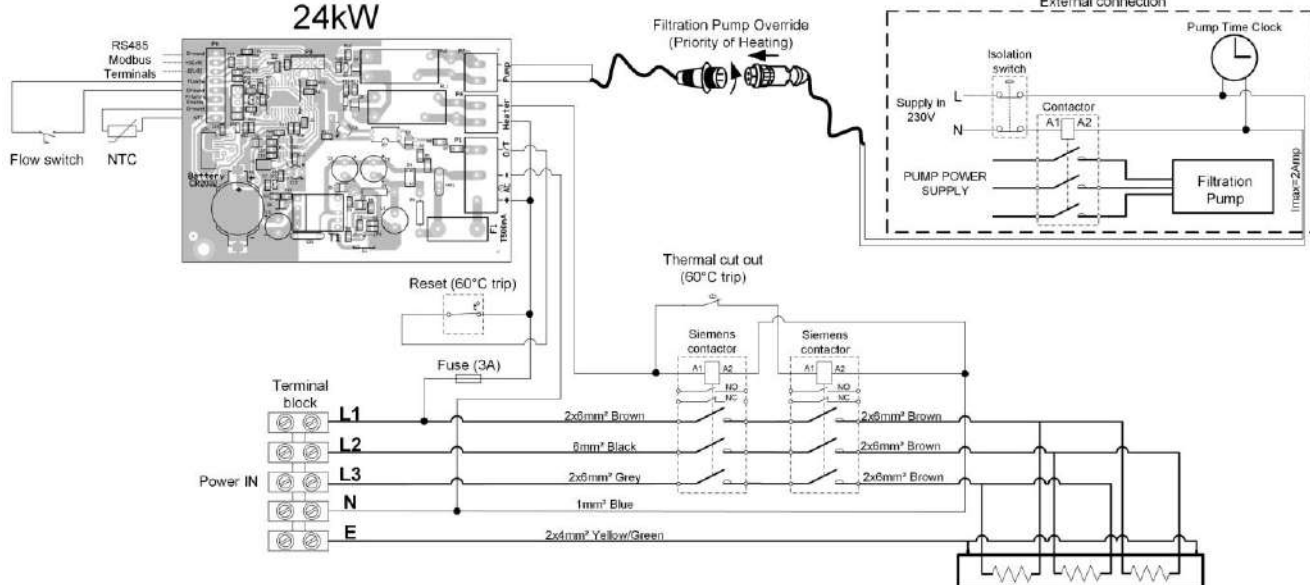 24kW
RS485
Modbus
Terminals
Flow switch
NTC
Battery
CR2032
Pump
Heater
O/T
AC
F1
T500mA
Filtration Pump Override
(Priority of Heating)
External connection
Pump Time Clock
Isolation
switch
L
Supply in
230V
N
Contactor
A1 A2
PUMP POWER
SUPPLY
Filtration
Pump
Imax=2Amp
Reset (60°C trip)
t°
Fuse (3A)
Thermal cut out
(60°C trip)
Siemens
contactor
A1 A2
NO
NC
Siemens
contactor
A1 A2
NO
NC
Terminal
block
Power IN
L1
2x6mm² Brown
2x6mm² Brown
L2
6mm² Black
2x6mm² Brown
L3
2x6mm² Grey
2x6mm² Brown
N
1mm² Blue
E
2x4mm² Yellow/Green